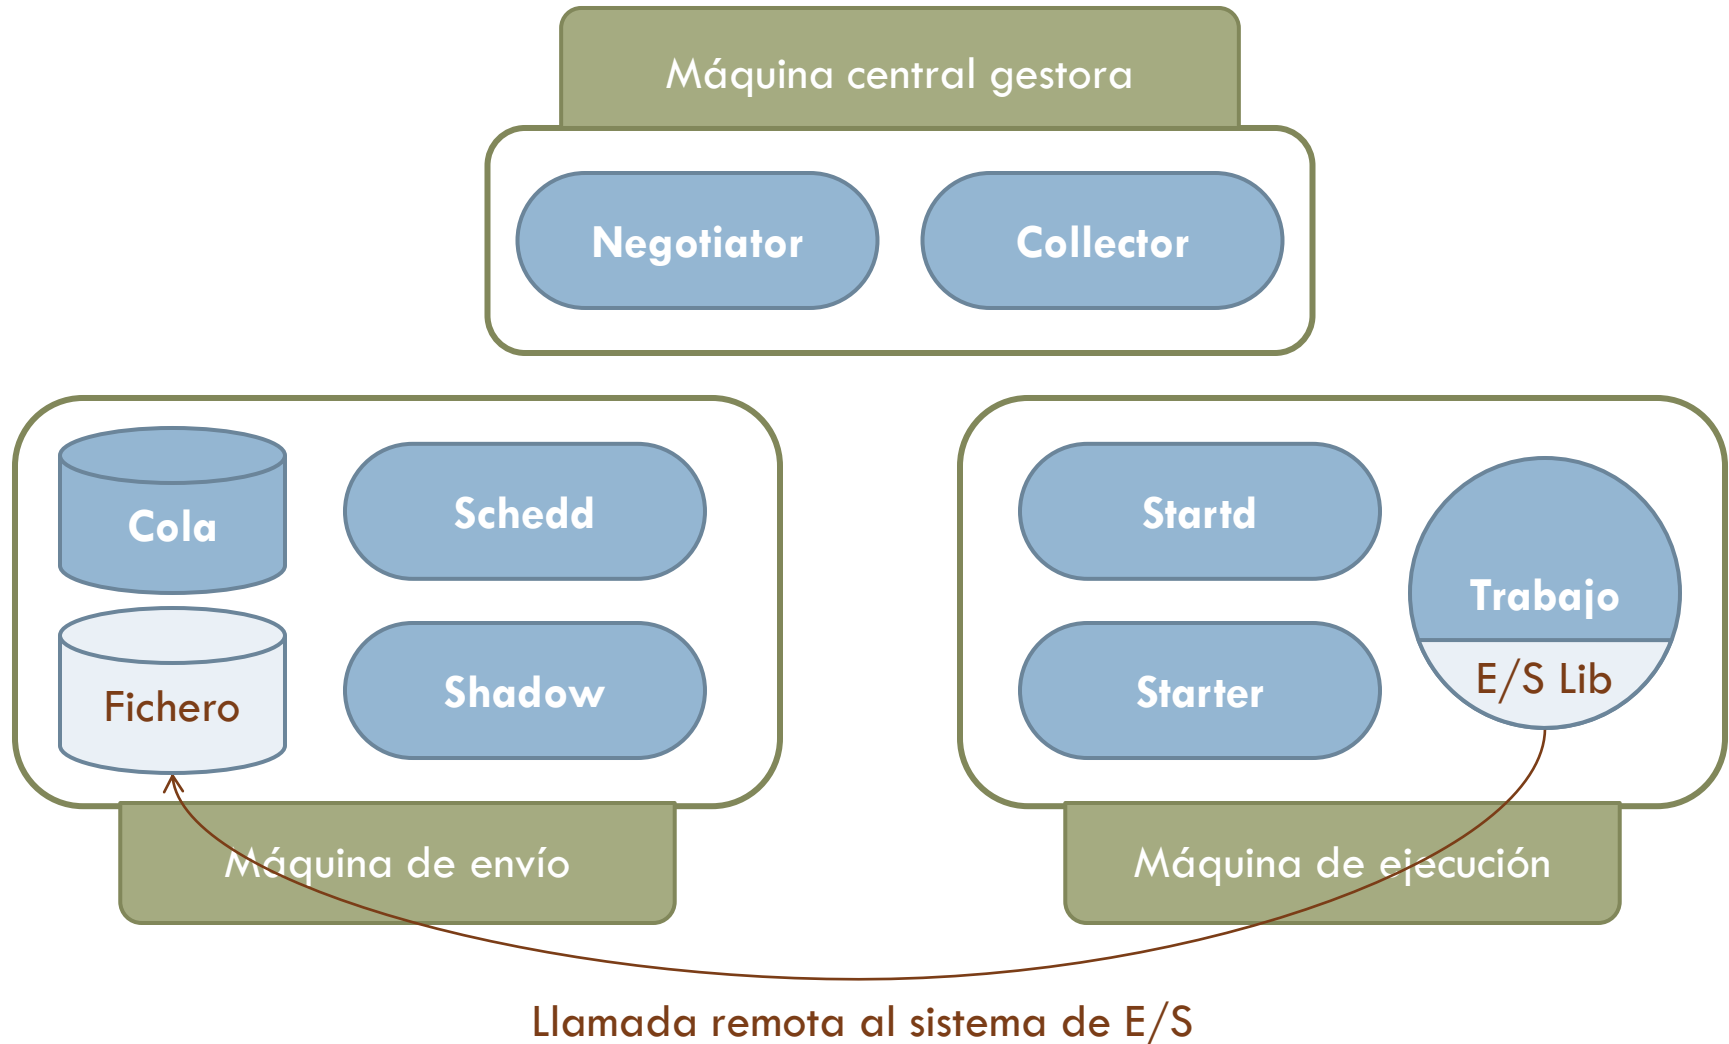 Máquina central gestora
Negotiator
Collector
Cola
Schedd
Fichero
Shadow
Startd
Trabajo
Starter
E/S Lib
Máquina de envío
Máquina de ejecución
Llamada remota al sistema de E/S